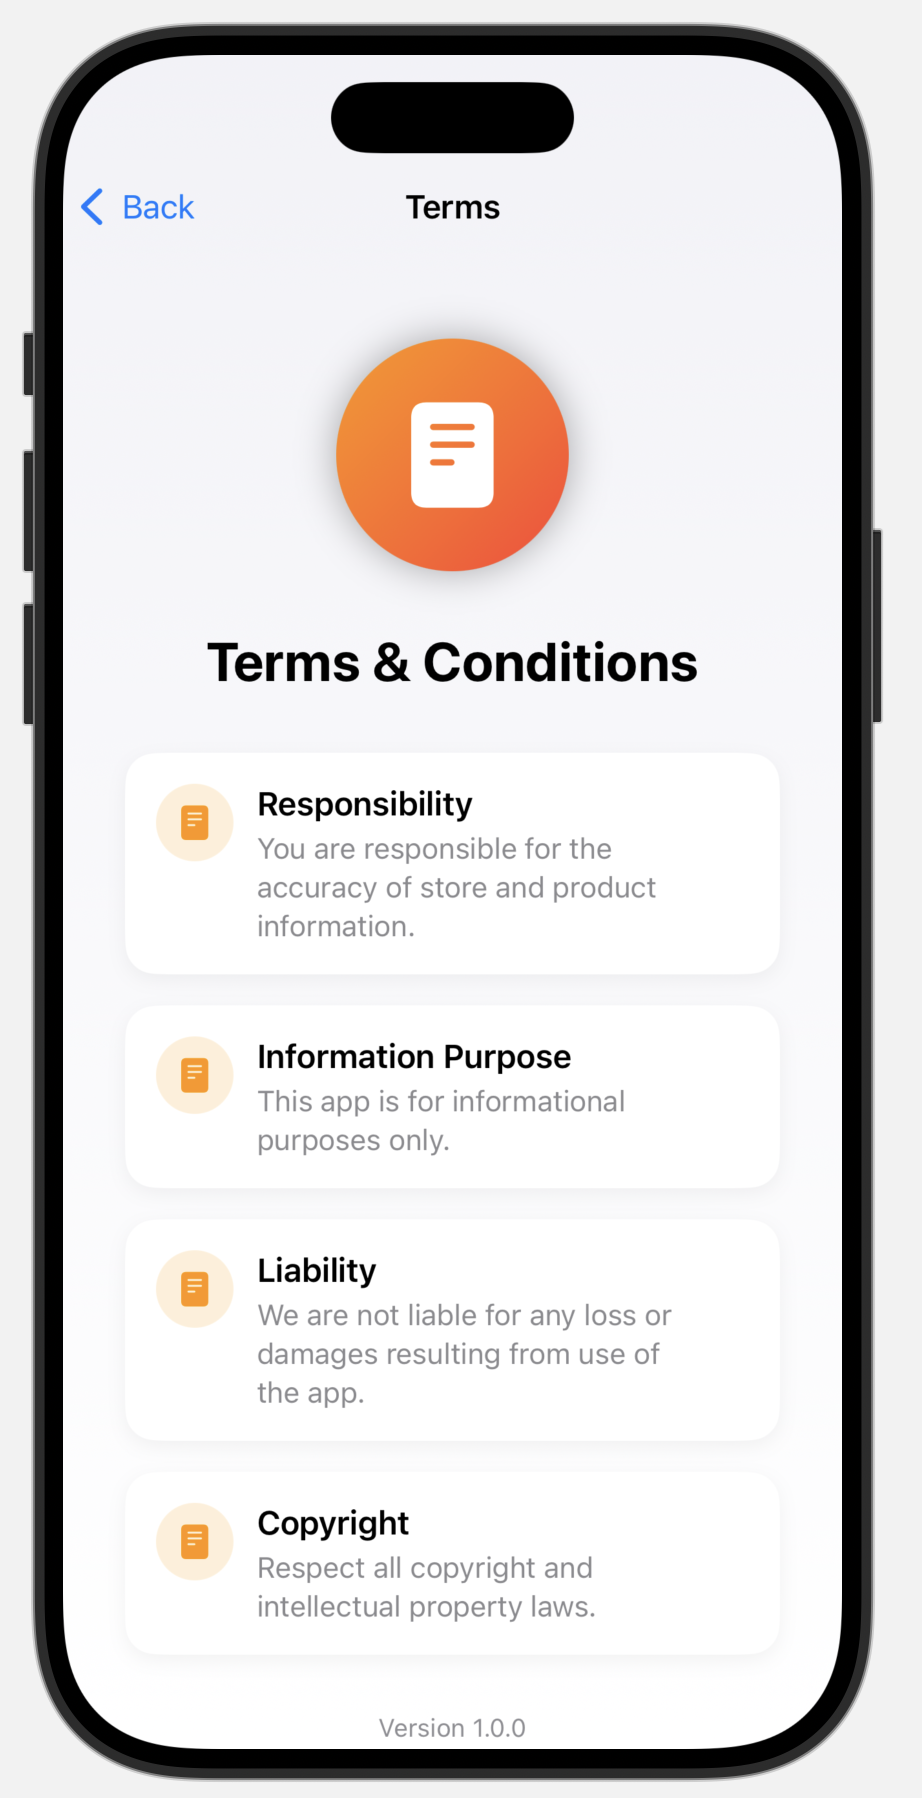 Back
Terms
Terms & Conditions
Responsibility
You are responsible for the
accuracy of store and product
information.
Information Purpose
This app is for informational
purposes only.
Liability
We are not liable for any loss or
damages resulting from use of
the app.
Copyright
Respect all copyright and
intellectual property laws.
Version 1.0.0